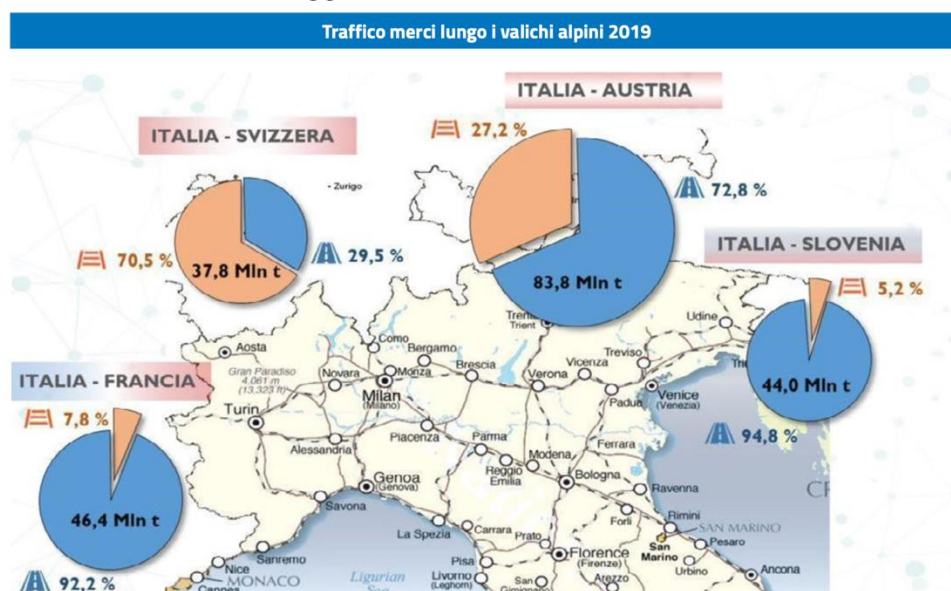 Traffico merci lungo i valichi alpini 2019
ITALIA - AUSTRIA
27,2 %
72,8 %
83,8 Mln t
ITALIA - SVIZZERA
Zurigo
70,5 %
29,5 %
37,8 Mln t
ITALIA - SLOVENIA
5,2 %
44,0 Mln t
94,8 %
ITALIA - FRANCIA
7,8 %
46,4 Mln t
92,2 %
Trient
Udine
Aosta
Como
Bergamo
Gran Paradiso
4.061 m
(13,323 ft)
Novara
Monza
Brescia
Verona
Vicenza
Treviso
Milan
(Milano)
Padua
Venice
(Venezia)
Turin
Piacenza
Alessandria
Parma
Ferrara
Reggio
Emilia
Modena
Bologna
Genoa
(Genova)
Ravenna
Savona
La Spezia
Carrara
Prato
Forli
Rimini
SAN MARINO
San
Marino
Pesaro
Florence
(Firenze)
Urbino
Ancona
Sanremo
Nice
MONACO
Cannes
Ligurian
Sea
Pisa
Livorno
(Leghorn)
San
Gimignano
Arezzo